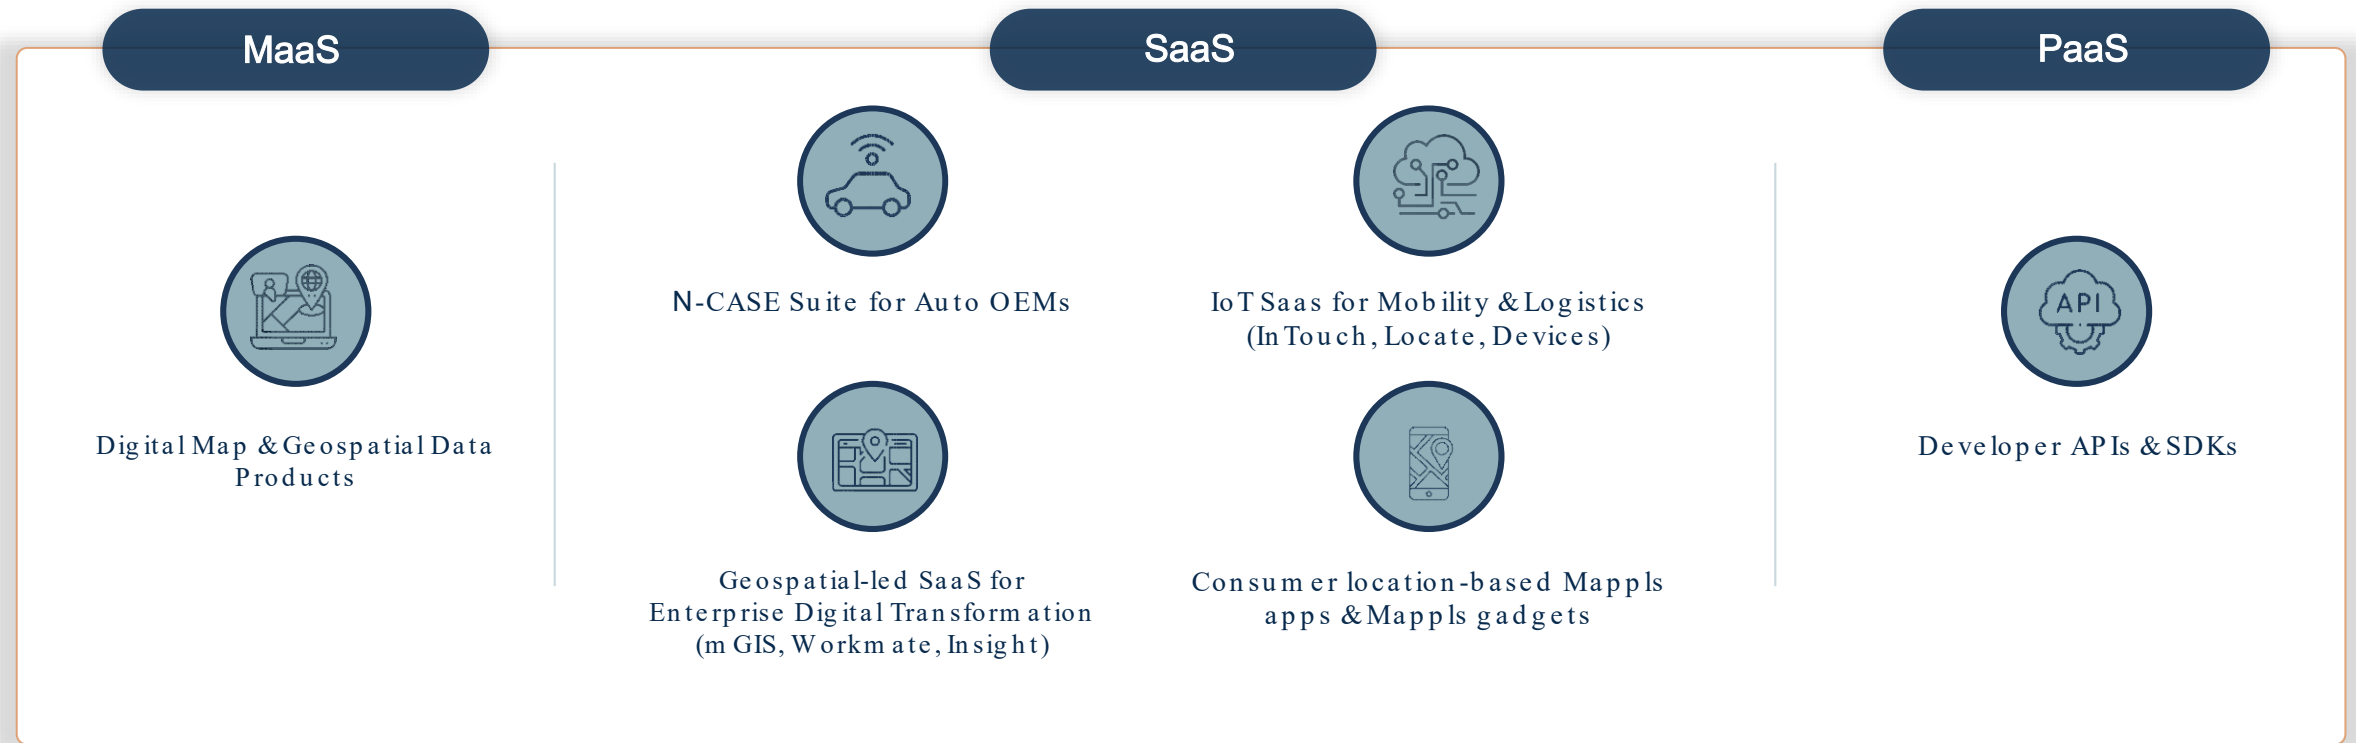 MaaS
SaaS
PaaS
N-CASE Suite for Auto OEMs
IoT Saas for Mobility & Logistics
(InTouch, Locate, Devices)
API
Digital Map & Geospatial Data
Products
Developer APIs & SDKs
Geospatial-led SaaS for
Enterprise Digital Transformation
(mGIS, Workmate, Insight)
Consumer location-based Mappls
apps & Mappls gadgets